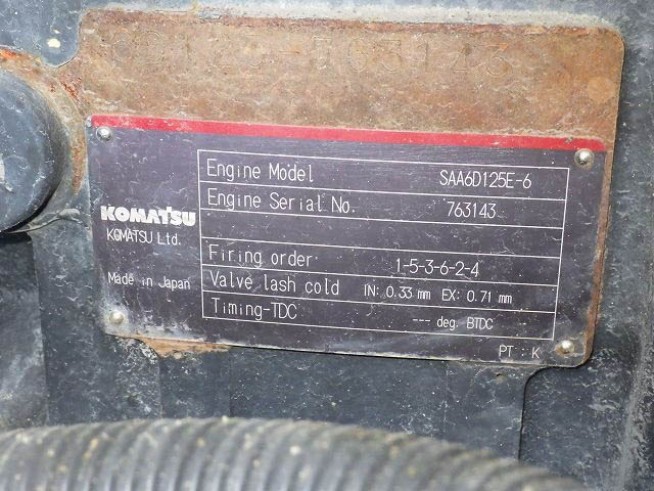 Engine Model SAA6D125E-6
Engine Serial No. 763143
KOMATSU
KOMATSU Ltd.
Firing order 1-5-3-6-2-4
Made in Japan
Valve lash cold IN: 0.33 mm EX: 0.71 mm
Timing-TDC --- deg. BTDC
PT : K